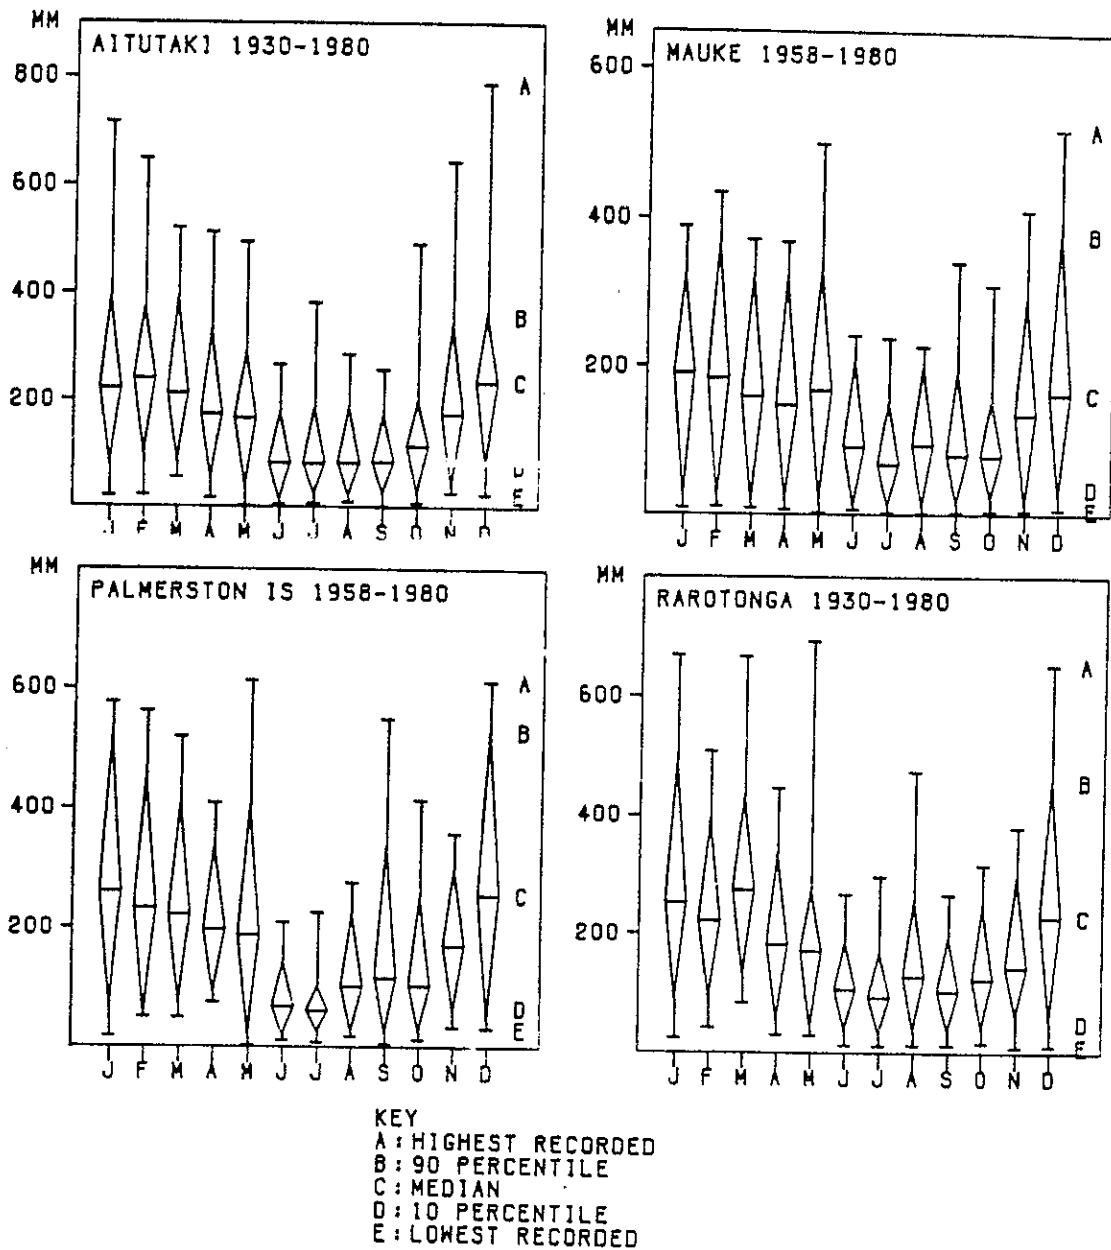 MM
AITUTAKI 1930-1980
800
600
400
200
A
B
C
E
J F M A M J J A S O N D
MM
MAUKE 1958-1980
600
400
200
A
B
C
D
E
J F M A M J J A S O N D
MM
PALMERSTON IS 1958-1980
600
400
200
A
B
C
D
E
J F M A M J J A S O N D
MM
RAROTONGA 1930-1980
600
400
200
A
B
C
D
E
J F M A M J J A S O N D
KEY
A: HIGHEST RECORDED
B: 90 PERCENTILE
C: MEDIAN
D: 10 PERCENTILE
E: LOWEST RECORDED